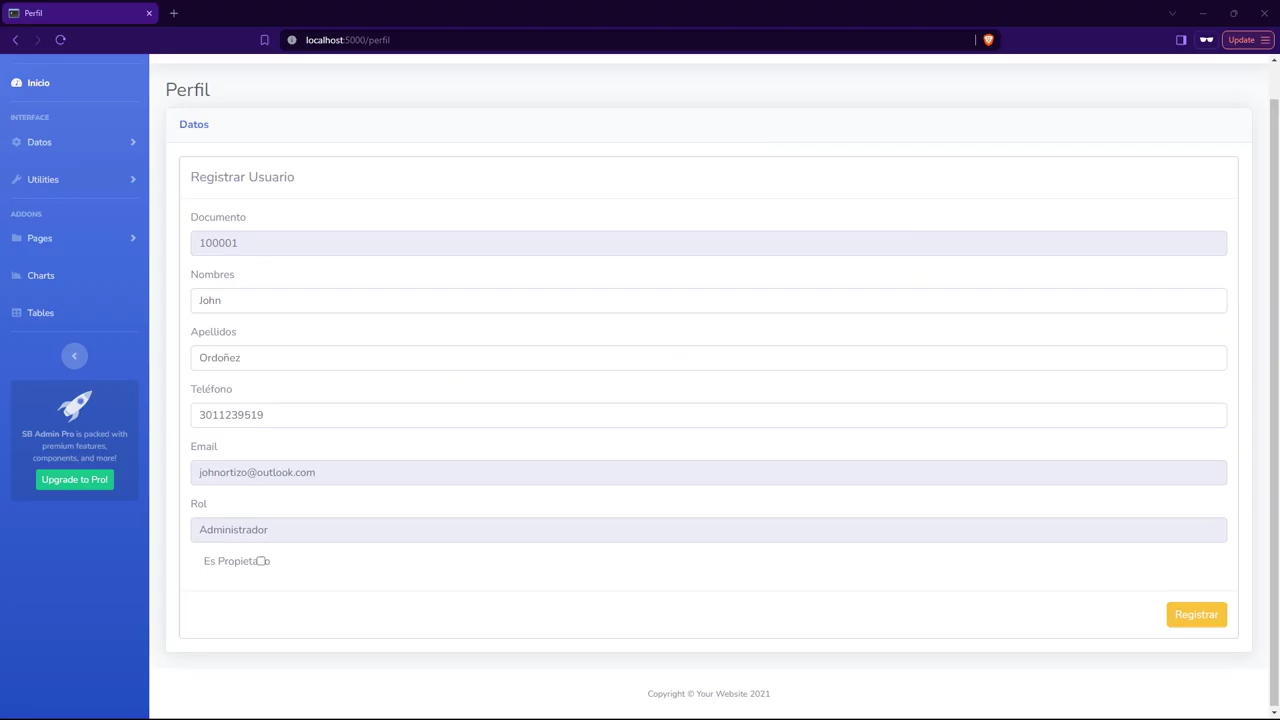 Perfil
localhost:5000/perfil
Update
Inicio
INTERFACE
Datos
Utilities
ADDONS
Pages
Charts
Tables
SB Admin Pro is packed with
premium features,
components, and more!
Upgrade to Pro!
Perfil
Datos
Registrar Usuario
Documento
100001
Nombres
John
Apellidos
Ordoñez
Teléfono
3011239519
Email
johnortizo@outlook.com
Rol
Administrador
Es Propietario
Registrar
Copyright © Your Website 2021